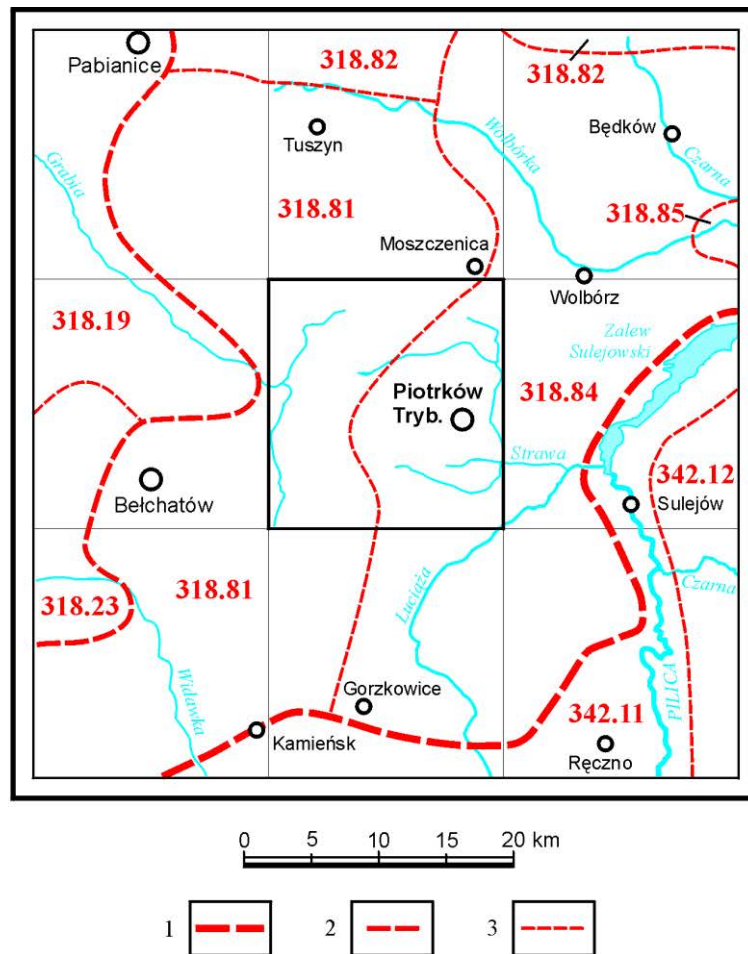 Pabianice
318.82
318.82
Grabia
Tuszyn
Wolbórka
Będków
Czarna
318.81
318.85
Moszczenica
Wolbórz
318.19
Zalew
Sulejowski
Piotrków
Tryb.
318.84
Strawa
342.12
Bełchatów
Sulejów
318.81
Luciąża
Czarna
318.23
Widawka
Gorzkowice
342.11
PILICA
Kamieńsk
Ręczno
0 5 10 15 20 km
1 2 3